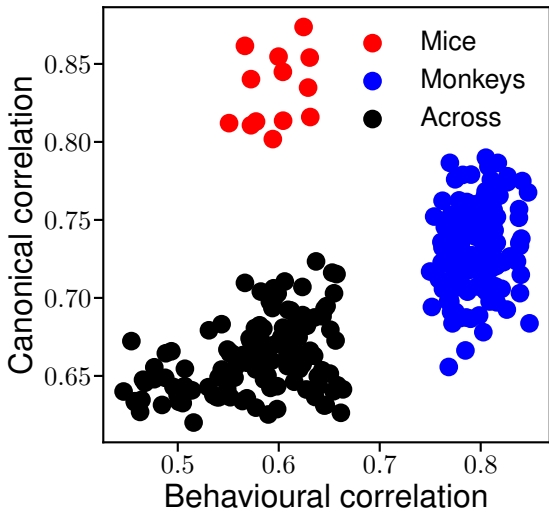 Canonical correlation
0.85
0.80
0.75
0.70
0.65
Mice
Monkeys
Across
0.5 0.6 0.7 0.8
Behavioural correlation